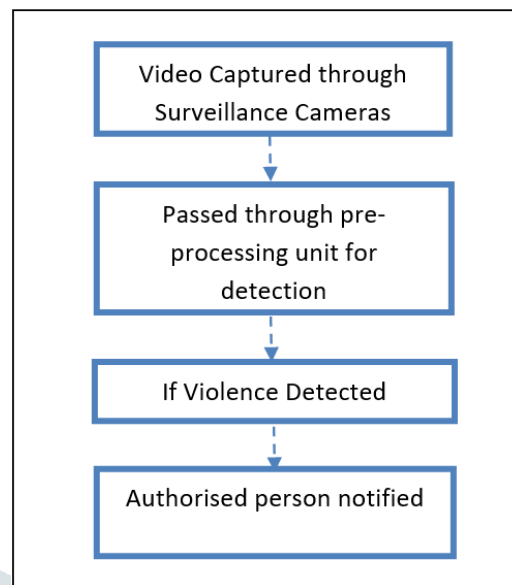 Video Captured through
Surveillance Cameras
Passed through pre-
processing unit for
detection
If Violence Detected
Authorised person notified